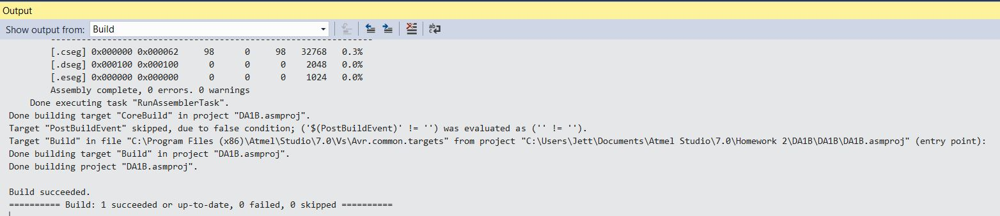 Output
Show output from: Build
[.cseg] 0x000000 0x000062     98      0     98   32768   0.3%
[.dseg] 0x000100 0x000100      0      0      0    2048   0.0%
[.eseg] 0x000000 0x000000      0      0      0    1024   0.0%
Assembly complete, 0 errors. 0 warnings
Done executing task "RunAssemblerTask".
Done building target "CoreBuild" in project "DA1B.asmproj".
Target "PostBuildEvent" skipped, due to false condition; ('$(PostBuildEvent)' != '') was evaluated as ('' != '').
Target "Build" in file "C:\Program Files (x86)\Atmel\Studio\7.0\Vs\Avr.common.targets" from project "C:\Users\Jett\Documents\Atmel Studio\7.0\Homework 2\DA1B\DA1B\DA1B.asmproj" (entry point):
Done building target "Build" in project "DA1B.asmproj".
Done building project "DA1B.asmproj".
Build succeeded.
========== Build: 1 succeeded or up-to-date, 0 failed, 0 skipped ==========